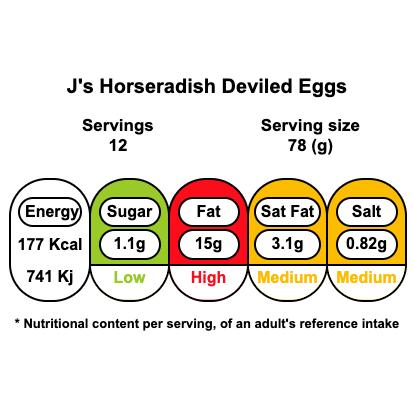 J's Horseradish Deviled Eggs
Servings
12
Serving size
78 (g)
Energy
177 Kcal
741 Kj
Sugar
1.1g
Low
Fat
15g
High
Sat Fat
3.1g
Medium
Salt
0.82g
Medium
* Nutritional content per serving, of an adult's reference intake